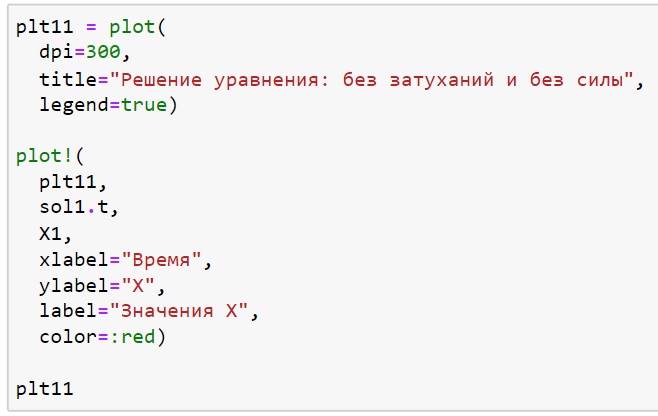 plt11 = plot(
  dpi=300,
  title="Решение уравнения: без затуханий и без силы",
  legend=true)

plot!(
  plt11,
  sol1.t,
  X1,
  xlabel="Время",
  ylabel="X",
  label="Значения X",
  color=:red)

plt11